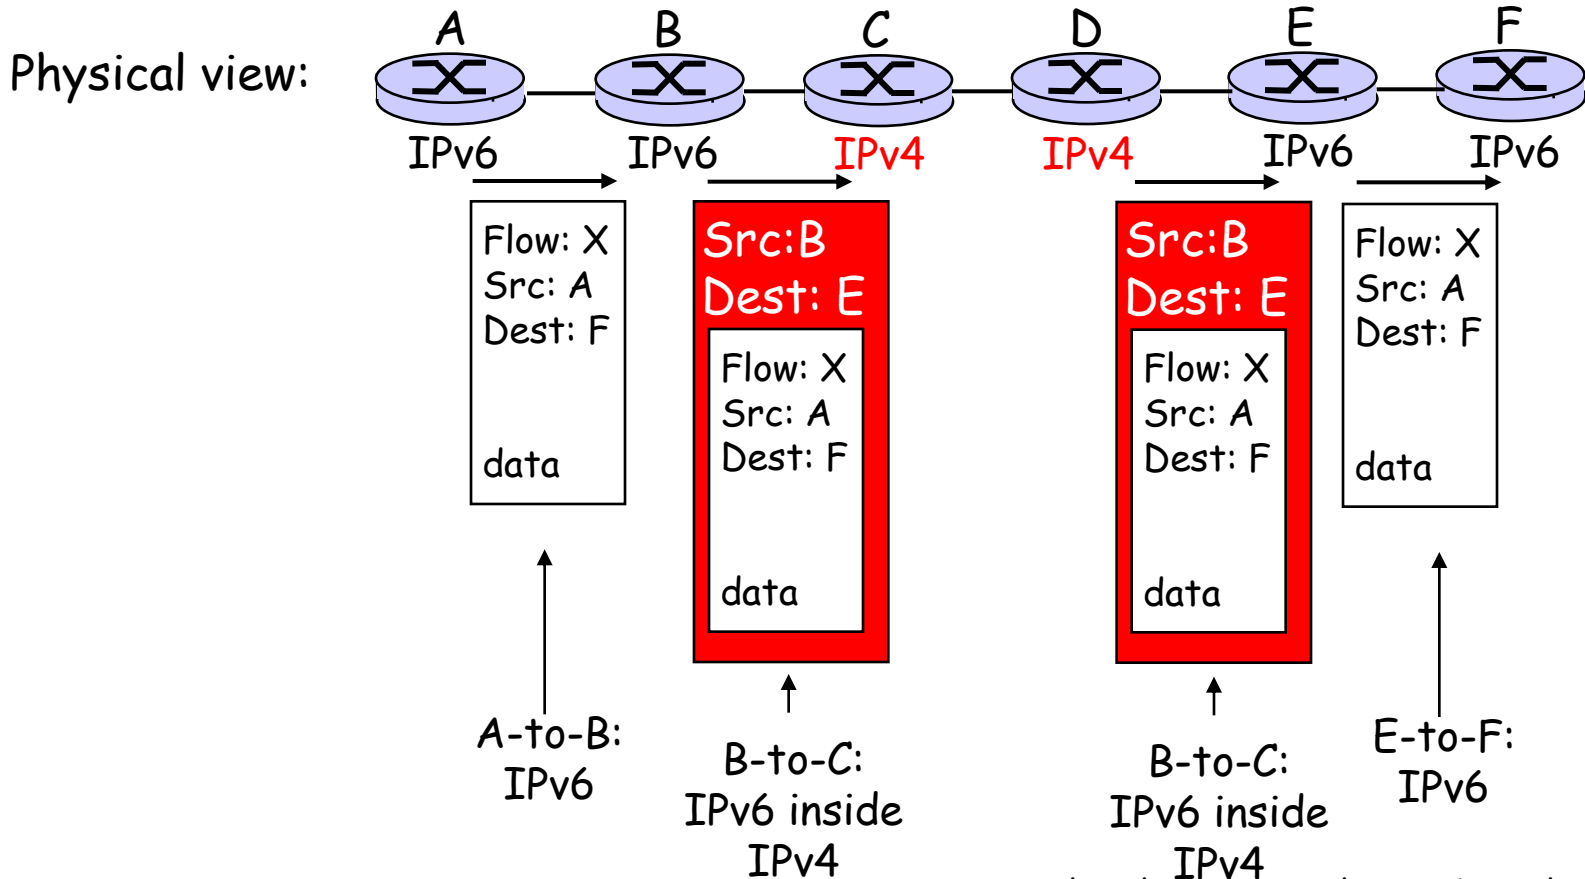 A B C D E F
Physical view:
IPv6 IPv6 IPv4 IPv4 IPv6 IPv6
Flow: X
Src: A
Dest: F
data
Src:B
Dest: E
Flow: X
Src: A
Dest: F
data
Src:B
Dest: E
Flow: X
Src: A
Dest: F
data
Flow: X
Src: A
Dest: F
data
A-to-B:
IPv6
B-to-C:
IPv6 inside
IPv4
B-to-C:
IPv6 inside
IPv4
E-to-F:
IPv6